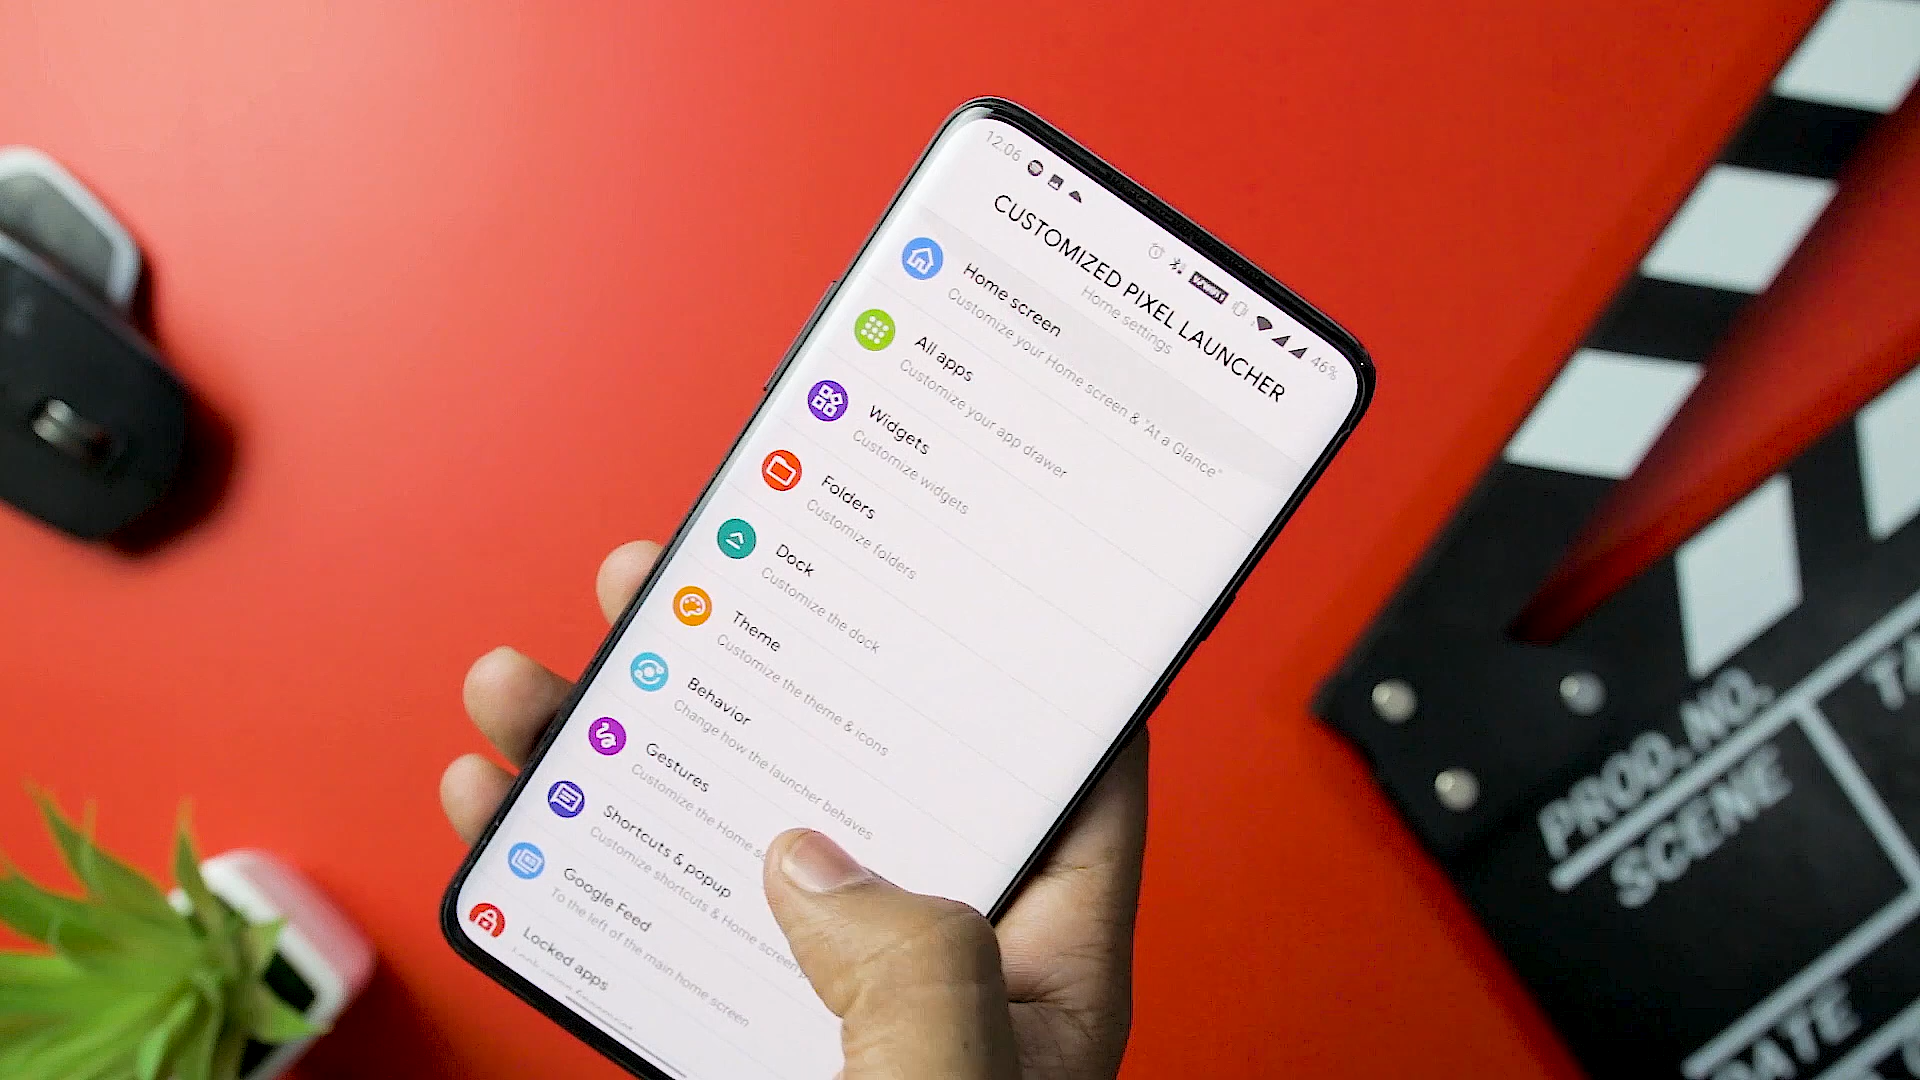 12:06
46%
CUSTOMIZED PIXEL LAUNCHER
Home settings
Home screen
Customize your Home screen & "At a Glance"
All apps
Customize your app drawer
Widgets
Customize widgets
Folders
Customize folders
Dock
Customize the dock
Theme
Customize the theme & icons
Behavior
Change how the launcher behaves
Gestures
Customize the Home
Shortcuts & popup
Customize shortcuts & Home screen
Google Feed
To the left of the main home screen
Locked apps
PROD. NO.
SCENE
DATE